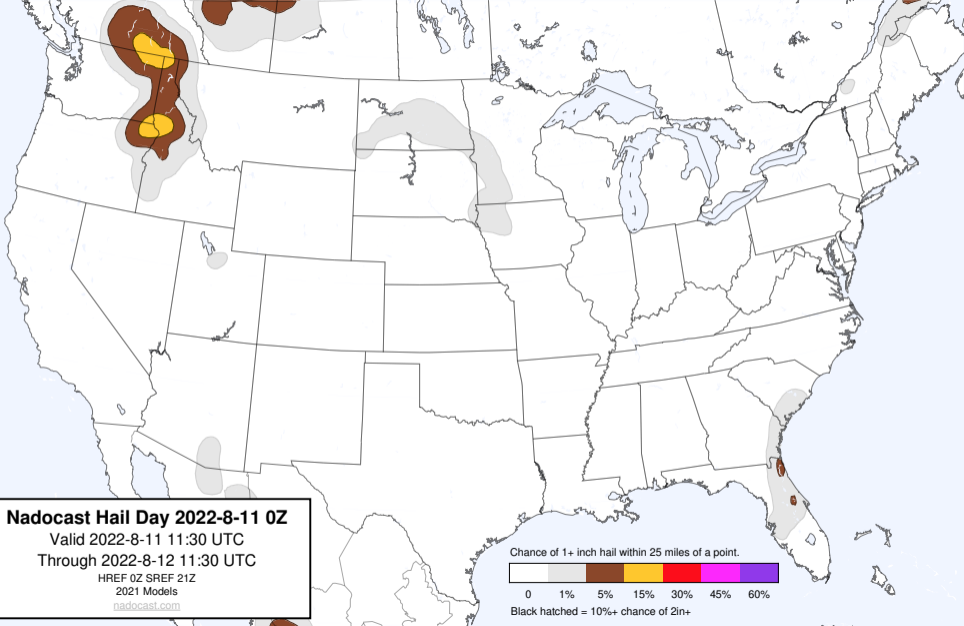 Nadocast Hail Day 2022-8-11 0Z
Valid 2022-8-11 11:30 UTC
Through 2022-8-12 11:30 UTC
HREF 0Z SREF 21Z
2021 Models
nadocast.com
Chance of 1+ inch hail within 25 miles of a point.
0 1% 5% 15% 30% 45% 60%
Black hatched = 10%+ chance of 2in+